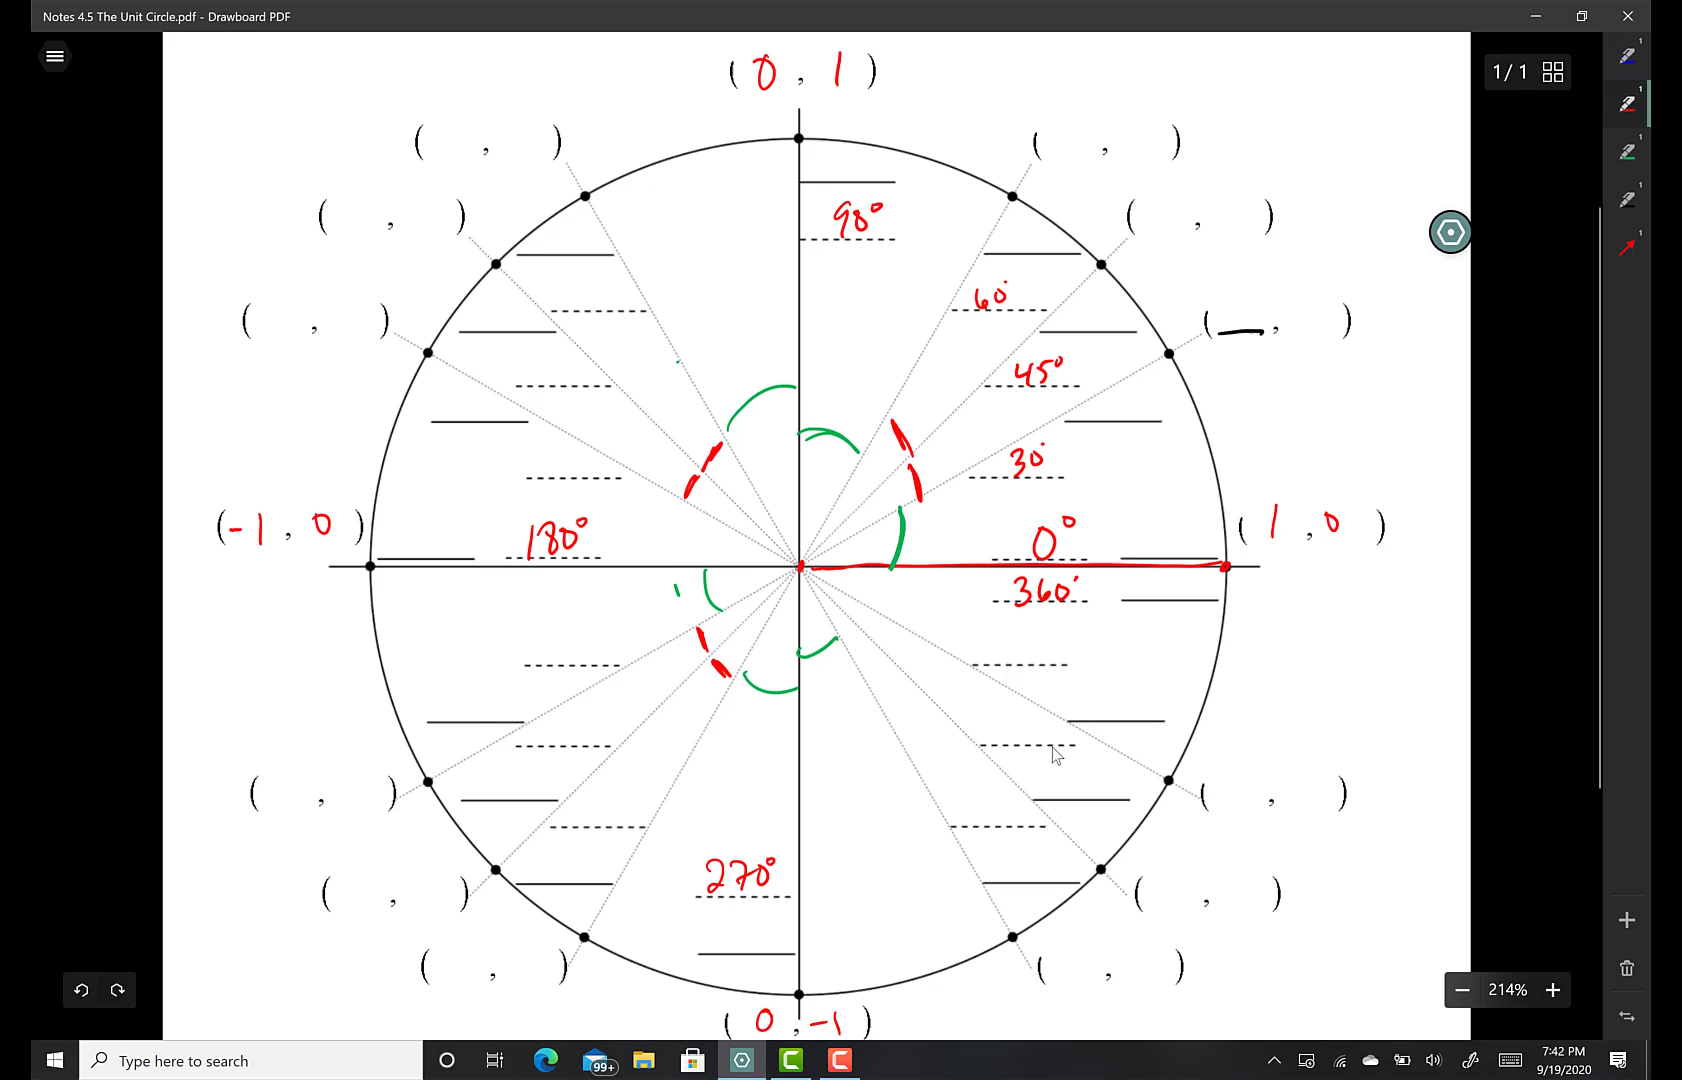 Notes 4.5 The Unit Circle.pdf - Drawboard PDF
1 / 1
( 0 , 1 )
( , ) ( , )
( , ) 90° ( , )
60°
( , ) ( , )
45°
30°
(-1 , 0 ) 180° 0° ( 1 , 0 )
360°
( , ) ( , )
270°
( , ) ( , )
( , ) ( , )
( 0 , -1 )
214%
Type here to search
99+
7:42 PM
9/19/2020